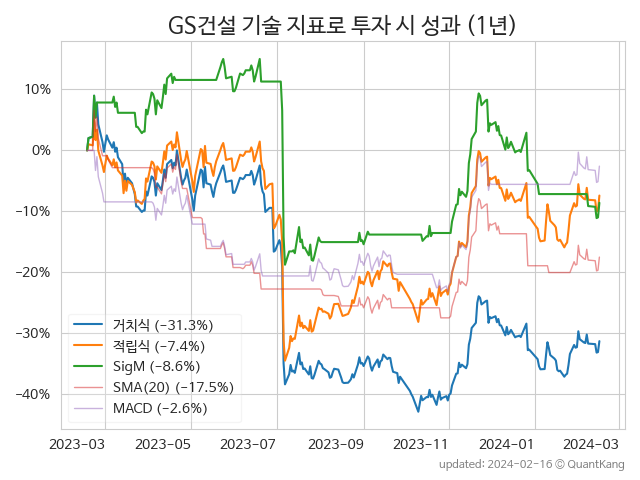 GS건설 기술 지표로 투자 시 성과 (1년)
10%
0%
−10%
−20%
−30%
−40%
거치식 (−31.3%)
적립식 (−7.4%)
SigM (−8.6%)
SMA(20) (−17.5%)
MACD (−2.6%)
2023-03 2023-05 2023-07 2023-09 2023-11 2024-01 2024-03
updated: 2024-02-16 © QuantKang